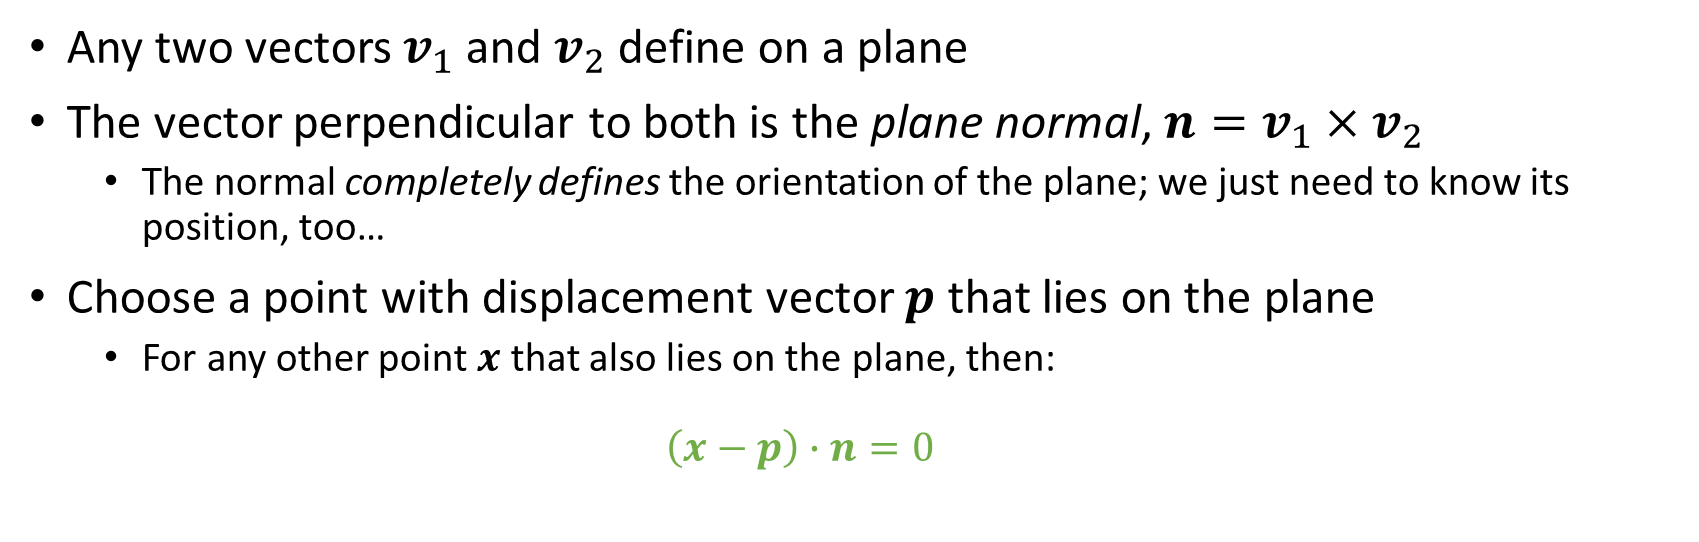 • Any two vectors 𝒗₁ and 𝒗₂ define on a plane
• The vector perpendicular to both is the plane normal, 𝒏 = 𝒗₁ × 𝒗₂
• The normal completely defines the orientation of the plane; we just need to know its
position, too…
• Choose a point with displacement vector 𝒑 that lies on the plane
• For any other point 𝒙 that also lies on the plane, then:
(𝒙 − 𝒑) · 𝒏 = 0